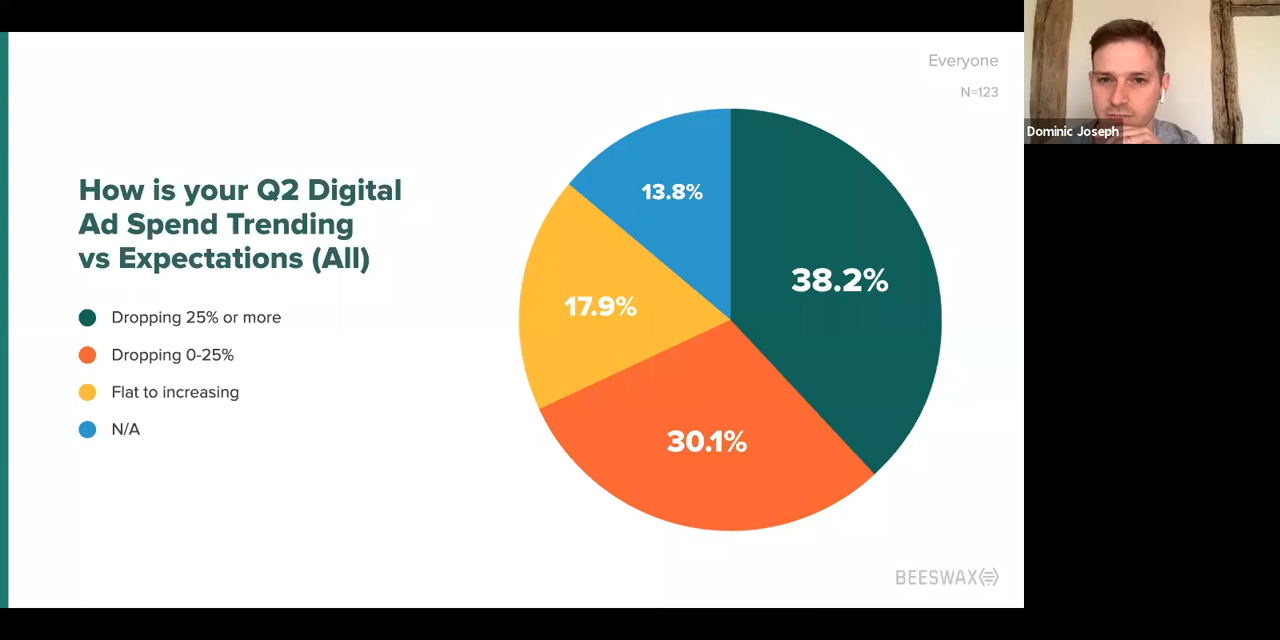 Everyone
N=123
How is your Q2 Digital
Ad Spend Trending
vs Expectations (All)
Dropping 25% or more
Dropping 0-25%
Flat to increasing
N/A
13.8%
38.2%
17.9%
30.1%
BEESWAX
Dominic Joseph